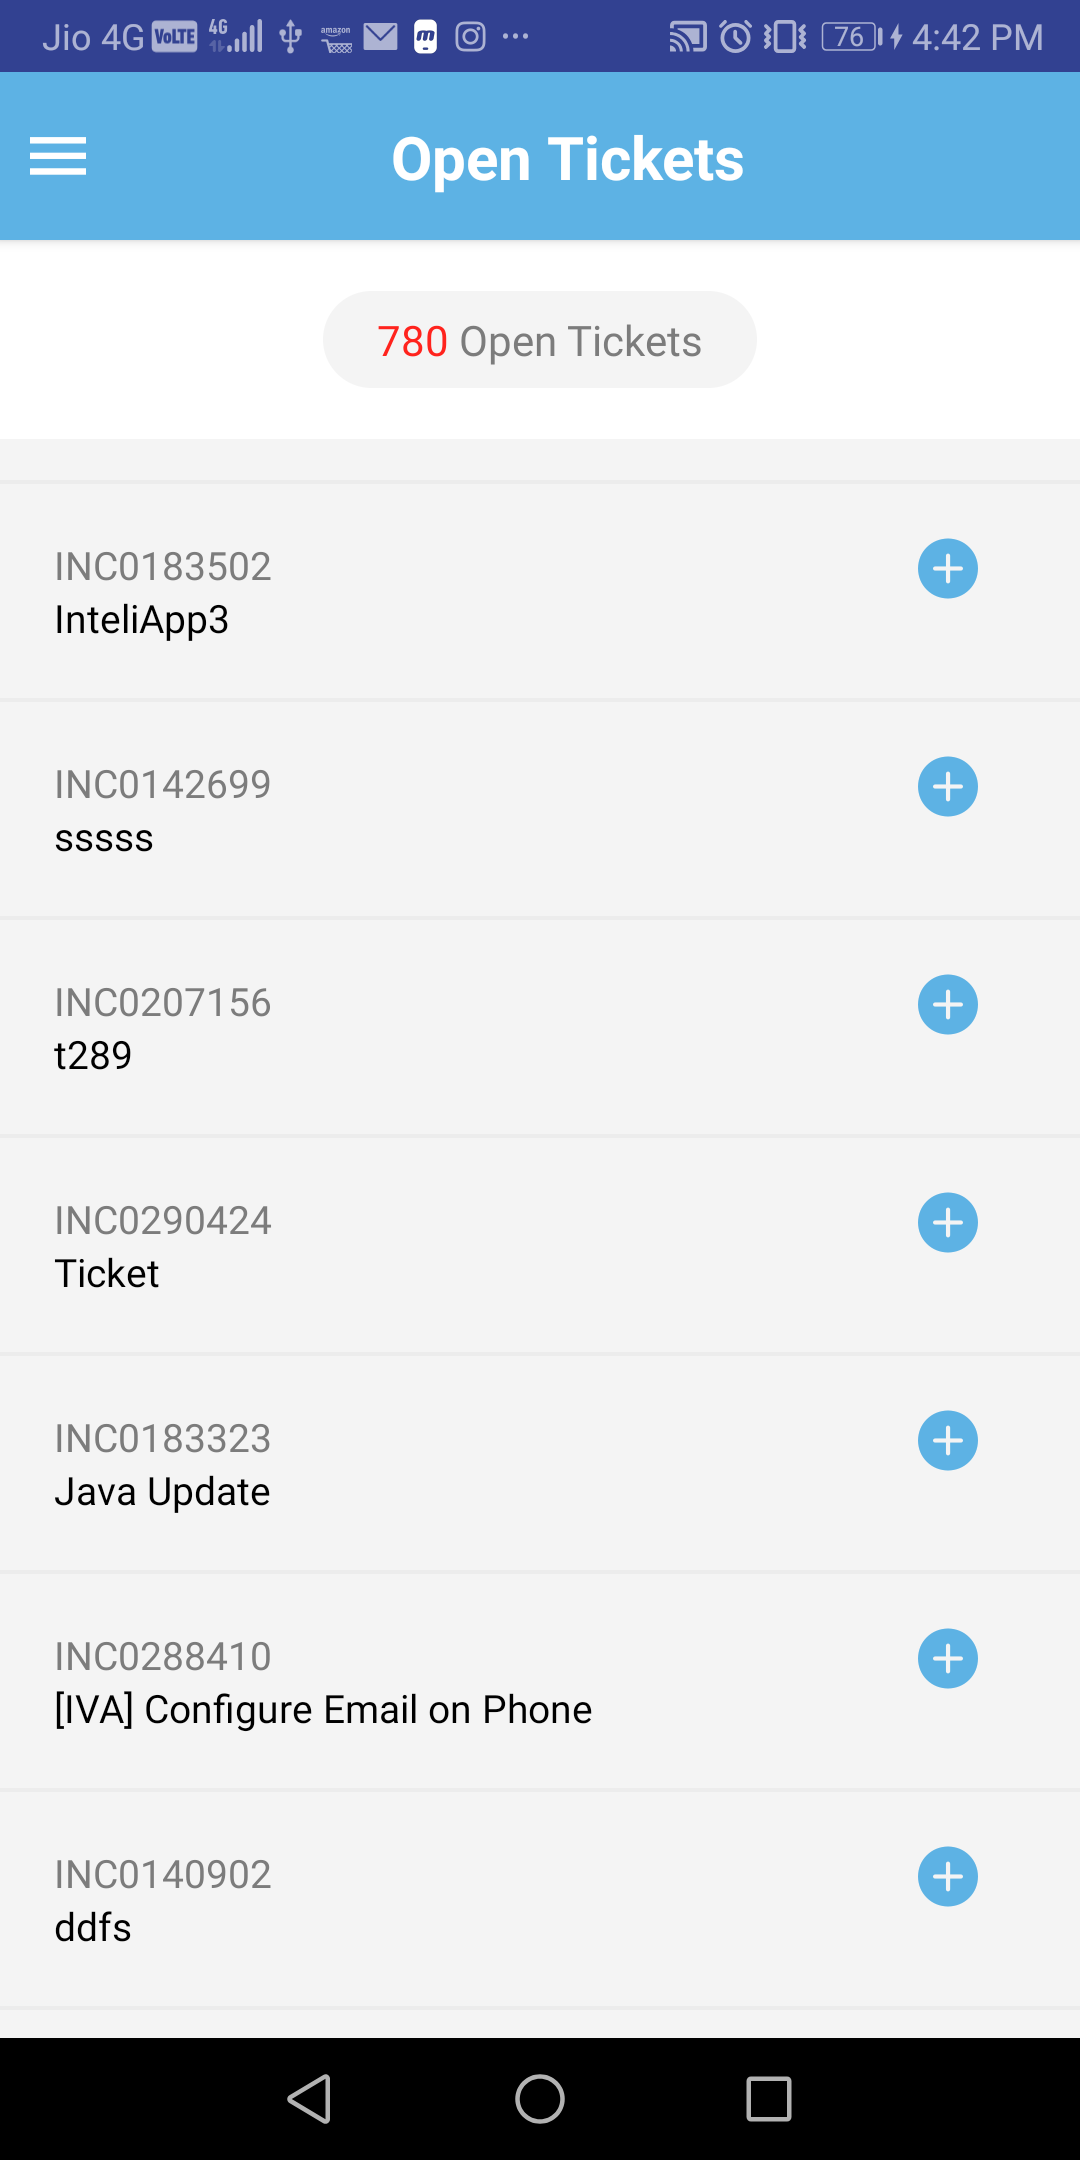 Jio 4G VoLTE 4G amazon 76 4:42 PM
Open Tickets
780 Open Tickets
INC0183502
InteliApp3
INC0142699
sssss
INC0207156
t289
INC0290424
Ticket
INC0183323
Java Update
INC0288410
[IVA] Configure Email on Phone
INC0140902
ddfs